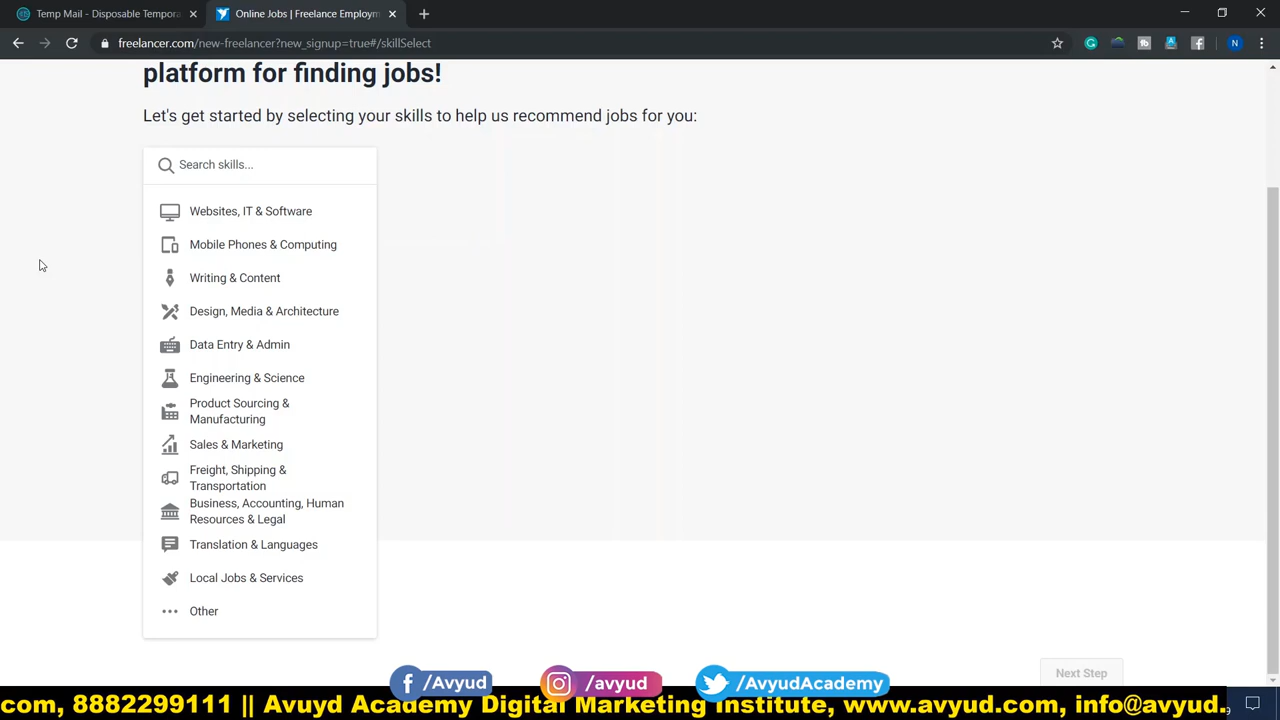 Temp Mail - Disposable Tempora
Online Jobs | Freelance Employm
freelancer.com/new-freelancer?new_signup=true#/skillSelect
N
platform for finding jobs!
Let's get started by selecting your skills to help us recommend jobs for you:
Search skills...
Websites, IT & Software
Mobile Phones & Computing
Writing & Content
Design, Media & Architecture
Data Entry & Admin
Engineering & Science
Product Sourcing &
Manufacturing
Sales & Marketing
Freight, Shipping &
Transportation
Business, Accounting, Human
Resources & Legal
Translation & Languages
Local Jobs & Services
Other
Next Step
/Avyud
/avyud
/AvyudAcademy
com, 8882299111 || Avuyd Academy Digital Marketing Institute, www.avyud.com, info@avyud.